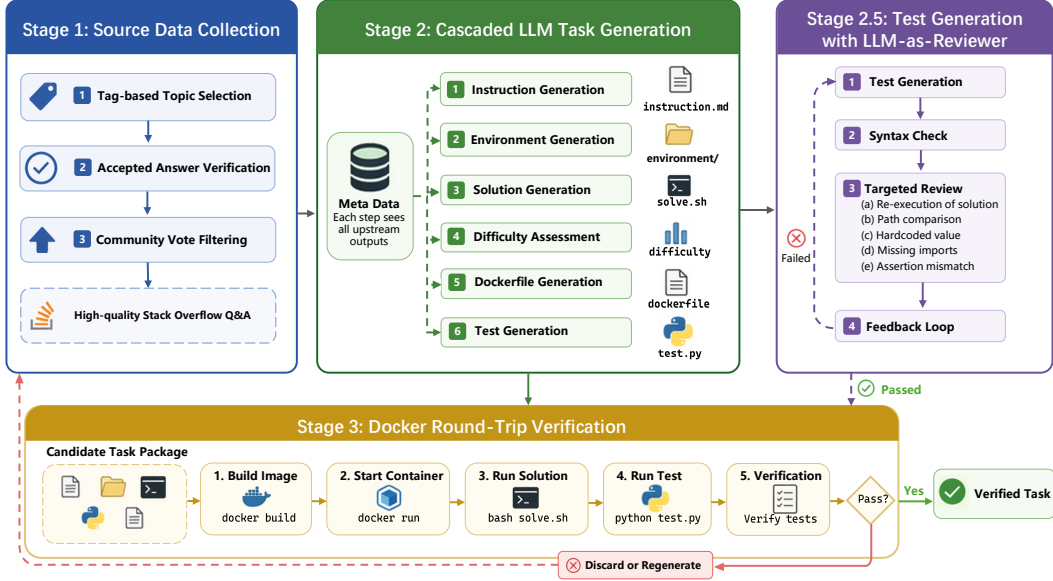 Stage 1: Source Data Collection
1 Tag-based Topic Selection
2 Accepted Answer Verification
3 Community Vote Filtering
High-quality Stack Overflow Q&A
Stage 2: Cascaded LLM Task Generation
Meta Data
Each step sees
all upstream
outputs
1 Instruction Generation
instruction.md
2 Environment Generation
environment/
3 Solution Generation
solve.sh
4 Difficulty Assessment
difficulty
5 Dockerfile Generation
dockerfile
6 Test Generation
test.py
Stage 2.5: Test Generation
with LLM-as-Reviewer
1 Test Generation
2 Syntax Check
3 Targeted Review
(a) Re-execution of solution
(b) Path comparison
(c) Hardcoded value
(d) Missing imports
(e) Assertion mismatch
4 Feedback Loop
Failed
Passed
Stage 3: Docker Round-Trip Verification
Candidate Task Package
1. Build Image
docker build
2. Start Container
docker run
3. Run Solution
bash solve.sh
4. Run Test
python test.py
5. Verification
Verify tests
Pass?
Yes
Verified Task
Discard or Regenerate